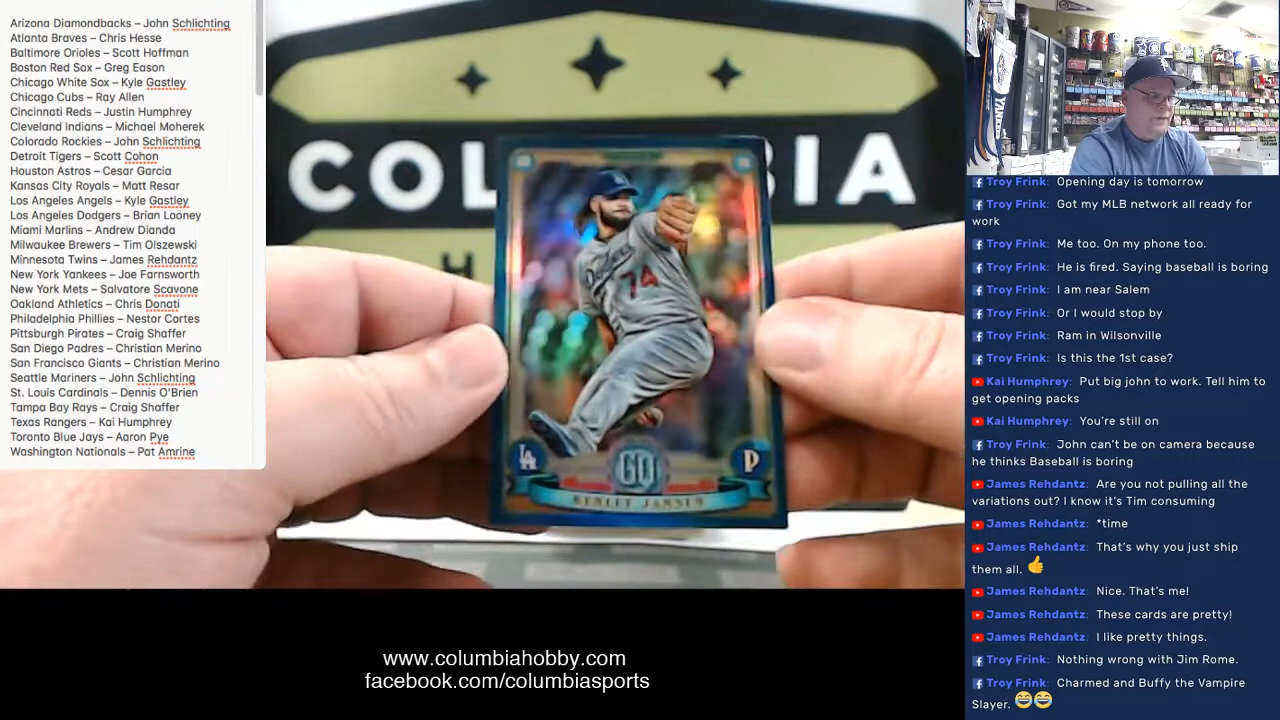 Arizona Diamondbacks – John Schlichting
Atlanta Braves – Chris Hesse
Baltimore Orioles – Scott Hoffman
Boston Red Sox – Greg Eason
Chicago White Sox – Kyle Gastley
Chicago Cubs – Ray Allen
Cincinnati Reds – Justin Humphrey
Cleveland Indians – Michael Moherek
Colorado Rockies – John Schlichting
Detroit Tigers – Scott Cohon
Houston Astros – Cesar Garcia
Kansas City Royals – Matt Resar
Los Angeles Angels – Kyle Gastley
Los Angeles Dodgers – Brian Looney
Miami Marlins – Andrew Dianda
Milwaukee Brewers – Tim Olszewski
Minnesota Twins – James Rehdantz
New York Yankees – Joe Farnsworth
New York Mets – Salvatore Scavone
Oakland Athletics – Chris Donati
Philadelphia Phillies – Nestor Cortes
Pittsburgh Pirates – Craig Shaffer
San Diego Padres – Christian Merino
San Francisco Giants – Christian Merino
Seattle Mariners – John Schlichting
St. Louis Cardinals – Dennis O'Brien
Tampa Bay Rays – Craig Shaffer
Texas Rangers – Kai Humphrey
Toronto Blue Jays – Aaron Pye
Washington Nationals – Pat Amrine
COL BIA
H
74
LA
GQ
P
KENLEY JANSEN
www.columbiahobby.com
facebook.com/columbiasports
Troy Frink: Opening day is tomorrow
Troy Frink: Got my MLB network all ready for
work
Troy Frink: Me too. On my phone too.
Troy Frink: He is fired. Saying baseball is boring
Troy Frink: I am near Salem
Troy Frink: Or I would stop by
Troy Frink: Ram in Wilsonville
Troy Frink: Is this the 1st case?
Kai Humphrey: Put big john to work. Tell him to
get opening packs
Kai Humphrey: You're still on
Troy Frink: John can't be on camera because
he thinks Baseball is boring
James Rehdantz: Are you not pulling all the
variations out? I know it's Tim consuming
James Rehdantz: *time
James Rehdantz: That's why you just ship
them all. 👍
James Rehdantz: Nice. That's me!
James Rehdantz: These cards are pretty!
James Rehdantz: I like pretty things.
Troy Frink: Nothing wrong with Jim Rome.
Troy Frink: Charmed and Buffy the Vampire
Slayer. 😂😂